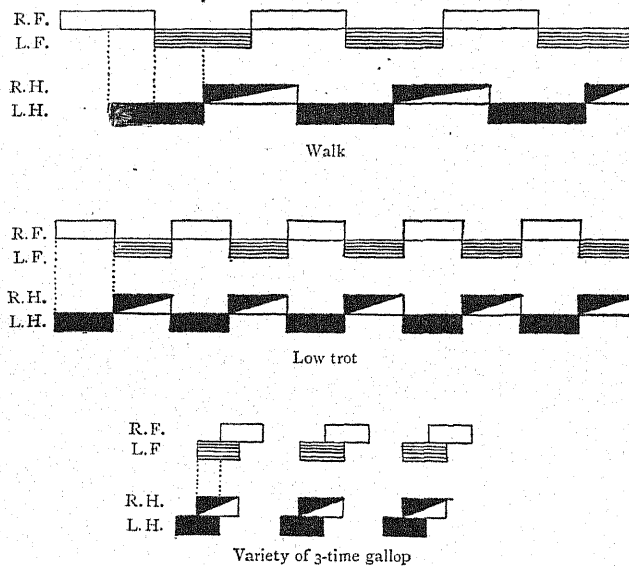 R.F.
L.F.
R.H.
L.H.
Walk
R.F.
L.F.
R.H.
L.H.
Low trot
R.F.
L.F
R.H.
L.H.
Variety of 3-time gallop